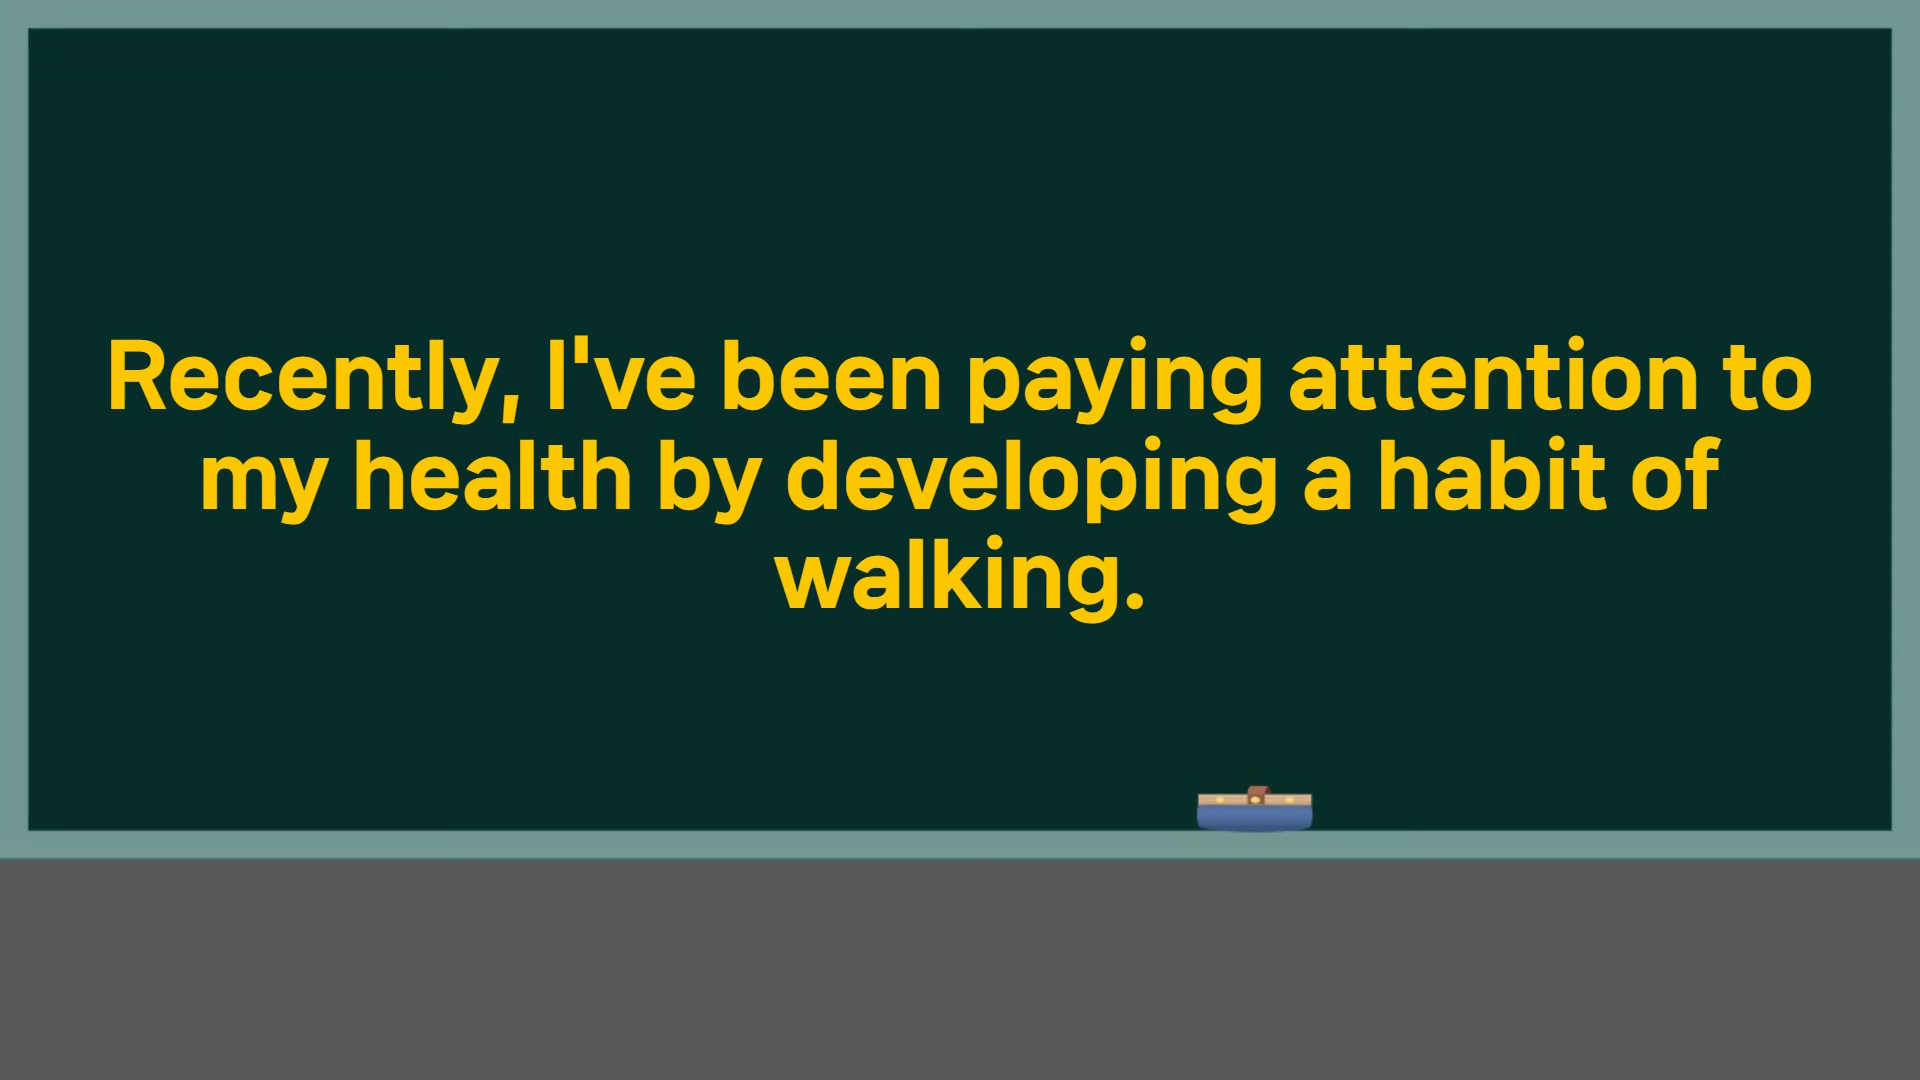 Recently, I've been paying attention to
my health by developing a habit of
walking.